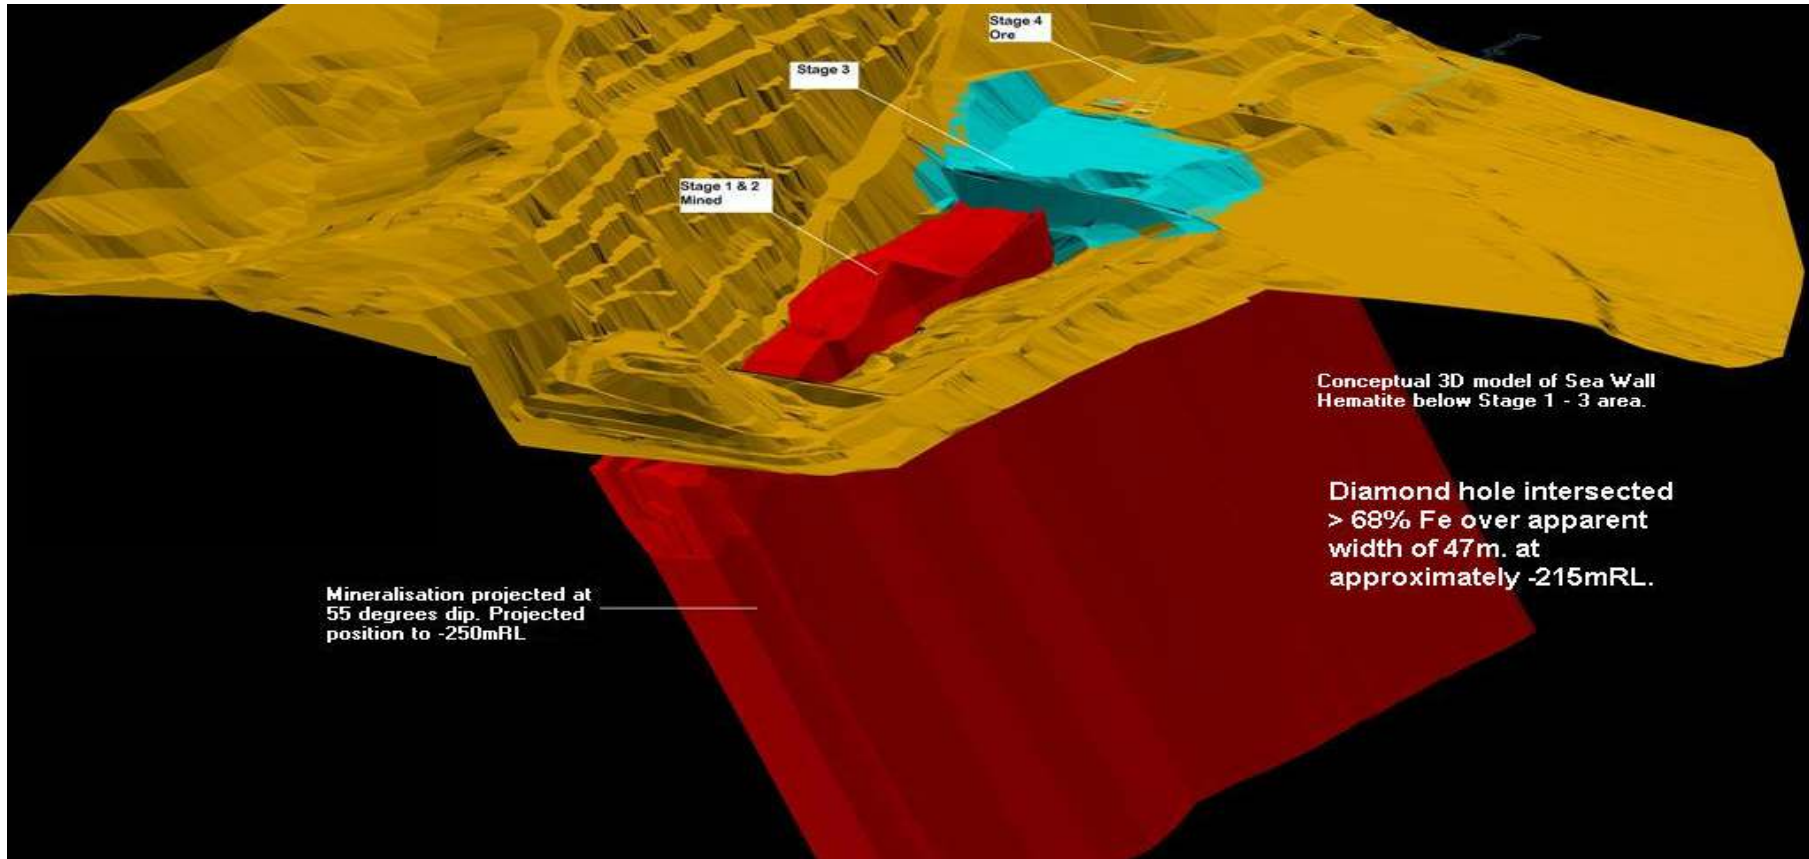 Stage 4
Ore
Stage 3
Stage 1 & 2
Mined
Conceptual 3D model of Sea Wall
Hematite below Stage 1 - 3 area.
Diamond hole intersected
> 68% Fe over apparent
width of 47m. at
approximately -215mRL.
Mineralisation projected at
55 degrees dip. Projected
position to -250mRL